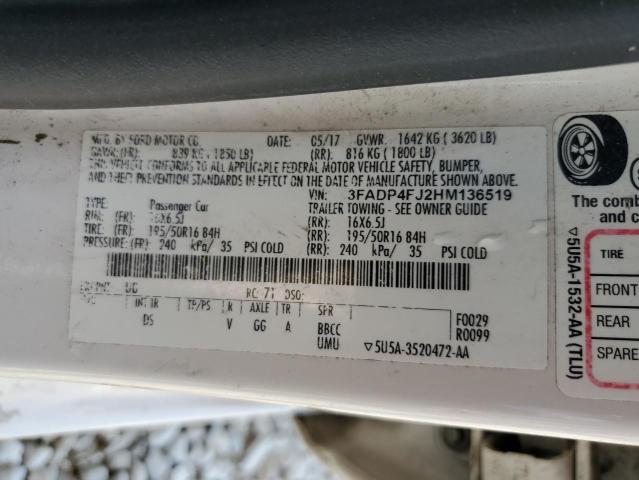 MFG. BY FORD MOTOR CO. DATE: 05/17 GVWR: 1642 KG ( 3620 LB)
GAWR: (FR): 839 KG ( 1850 LB) (RR): 816 KG ( 1800 LB)
THIS VEHICLE CONFORMS TO ALL APPLICABLE FEDERAL MOTOR VEHICLE SAFETY, BUMPER,
AND THEFT PREVENTION STANDARDS IN EFFECT ON THE DATE OF MANUFACTURE SHOWN ABOVE.
VIN: 3FADP4FJ2HM136519
TYPE: Passenger Car TRAILER TOWING - SEE OWNER GUIDE
RIM: (FR) 16X6.5J (RR): 16X6.5J
TIRE: (FR) 195/50R16 84H (RR): 195/50R16 84H
PRESSURE: (FR) 240 kPa/ 35 PSI COLD (RR): 240 kPa/ 35 PSI COLD
RC: 71 DSO:
INT TR TP/PS R AXLE TR SPR
DS V GG A BBCC F0029
UMU R0099
▽5U5A-3520472-AA
The comb
and c
▽5U5A-1532-AA (TLU)
TIRE
FRONT
REAR
SPARE